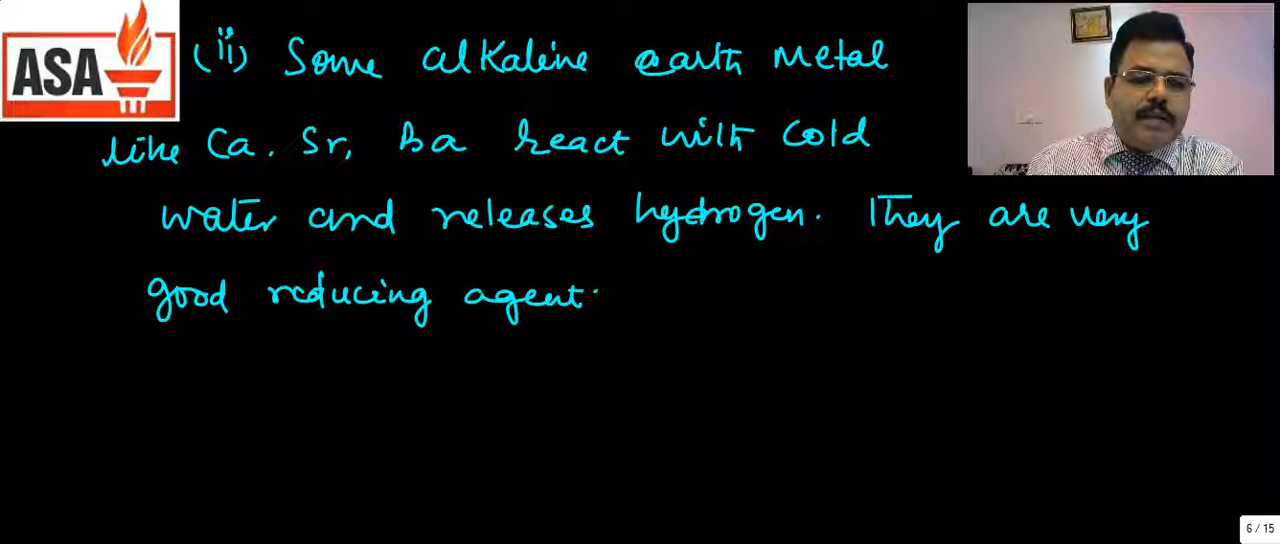 ASA
(ii) Some alkaline earth metal
like Ca. Sr, Ba react with cold
water and releases hydrogen. They are very
good reducing agent.
6 / 15